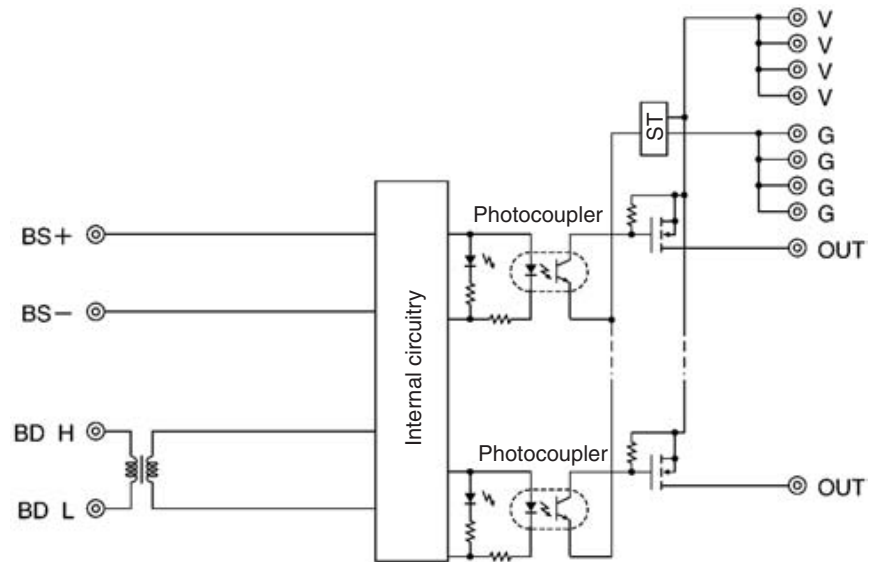 V
V
V
V
ST
G
G
G
G
Photocoupler
BS+
OUT
BS−
Internal circuitry
BD H
Photocoupler
BD L
OUT